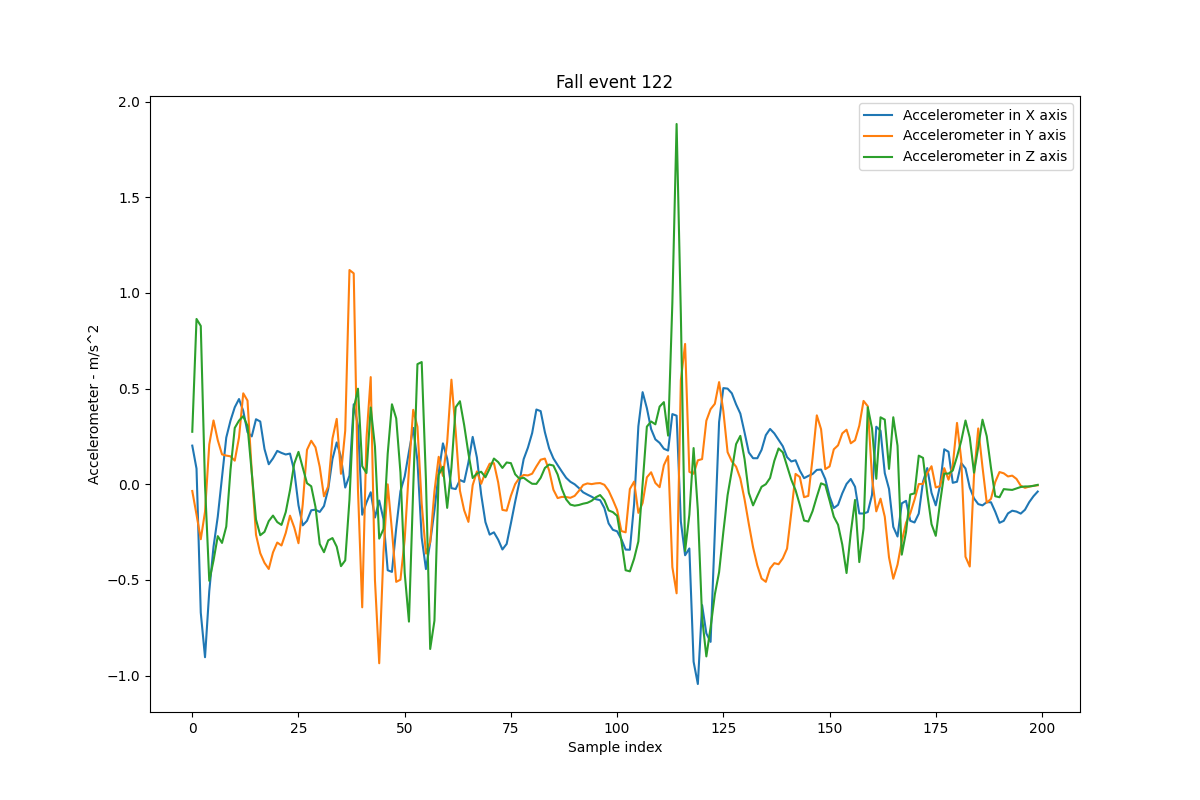 Fall event 122
Accelerometer in X axis
Accelerometer in Y axis
Accelerometer in Z axis
2.0
1.5
1.0
0.5
0.0
−0.5
−1.0
Accelerometer - m/s^2
0 25 50 75 100 125 150 175 200
Sample index